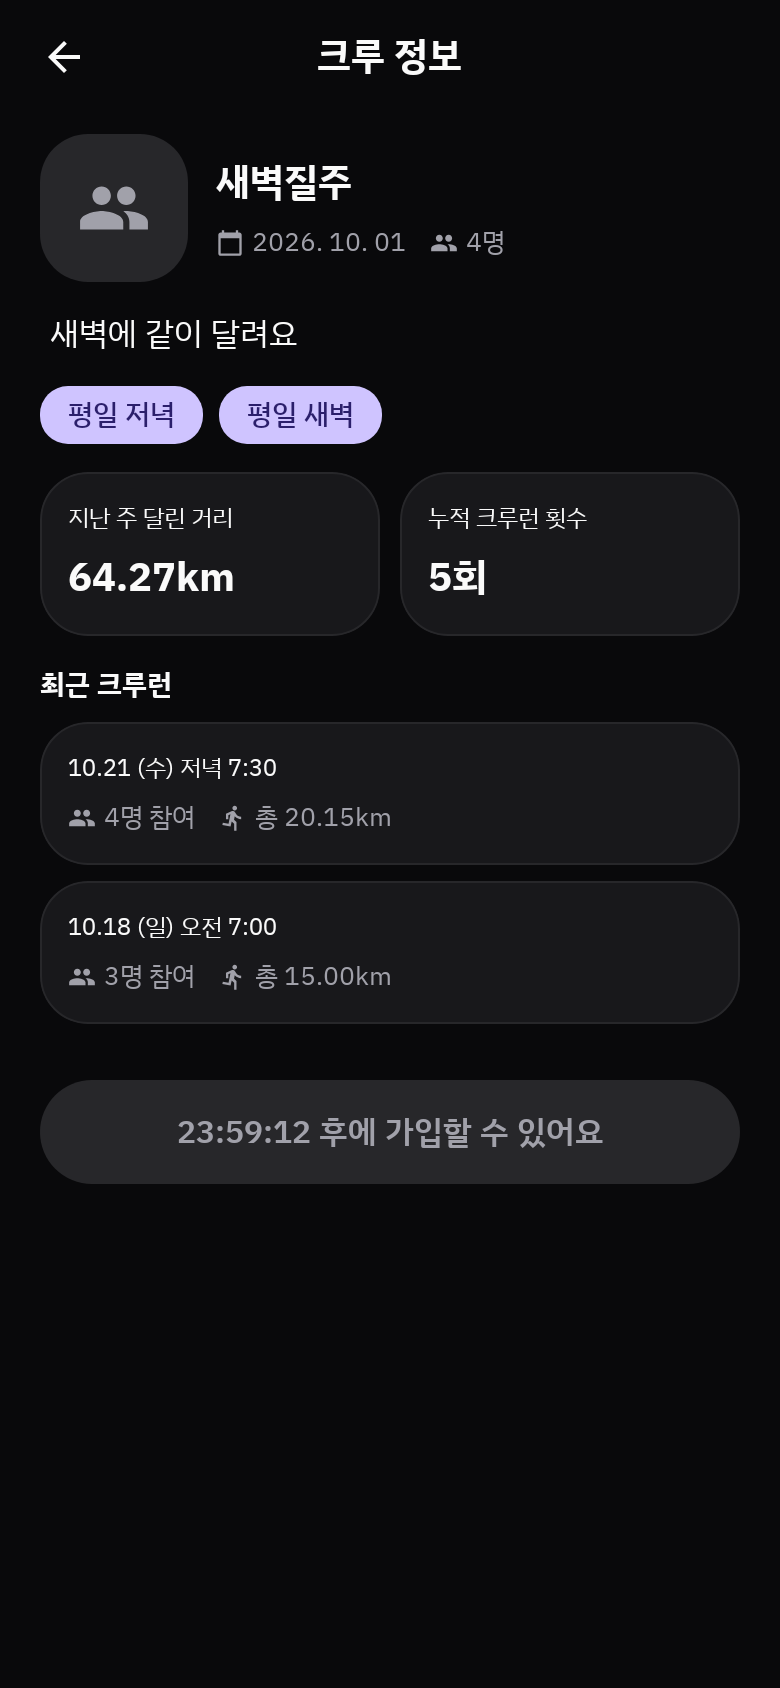 크루 정보
새벽질주
2026. 10. 01 4명
새벽에 같이 달려요
평일 저녁 평일 새벽
지난 주 달린 거리
64.27km
누적 크루런 횟수
5회
최근 크루런
10.21 (수) 저녁 7:30
4명 참여 총 20.15km
10.18 (일) 오전 7:00
3명 참여 총 15.00km
23:59:12 후에 가입할 수 있어요